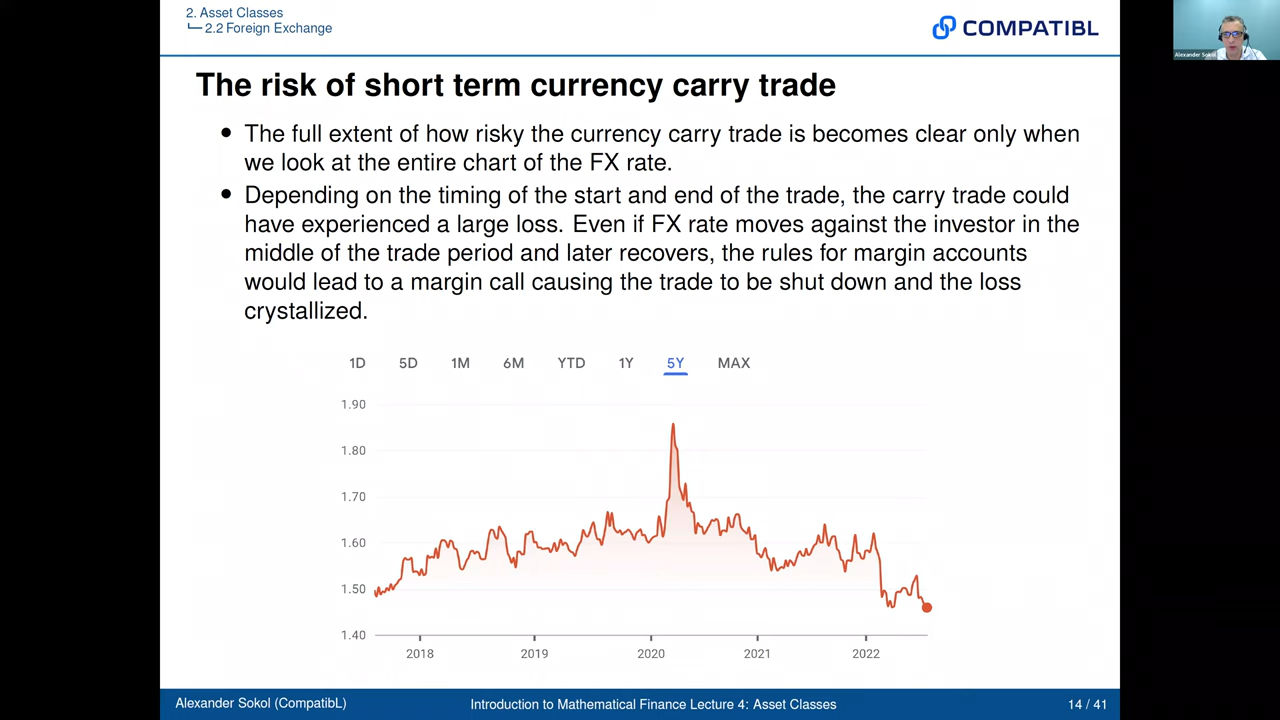 2. Asset Classes
2.2 Foreign Exchange
COMPATIBL
Alexander Sokol
The risk of short term currency carry trade
• The full extent of how risky the currency carry trade is becomes clear only when
we look at the entire chart of the FX rate.
• Depending on the timing of the start and end of the trade, the carry trade could
have experienced a large loss. Even if FX rate moves against the investor in the
middle of the trade period and later recovers, the rules for margin accounts
would lead to a margin call causing the trade to be shut down and the loss
crystallized.
1D 5D 1M 6M YTD 1Y 5Y MAX
1.90
1.80
1.70
1.60
1.50
1.40
2018 2019 2020 2021 2022
Alexander Sokol (CompatibL) Introduction to Mathematical Finance Lecture 4: Asset Classes 14 / 41